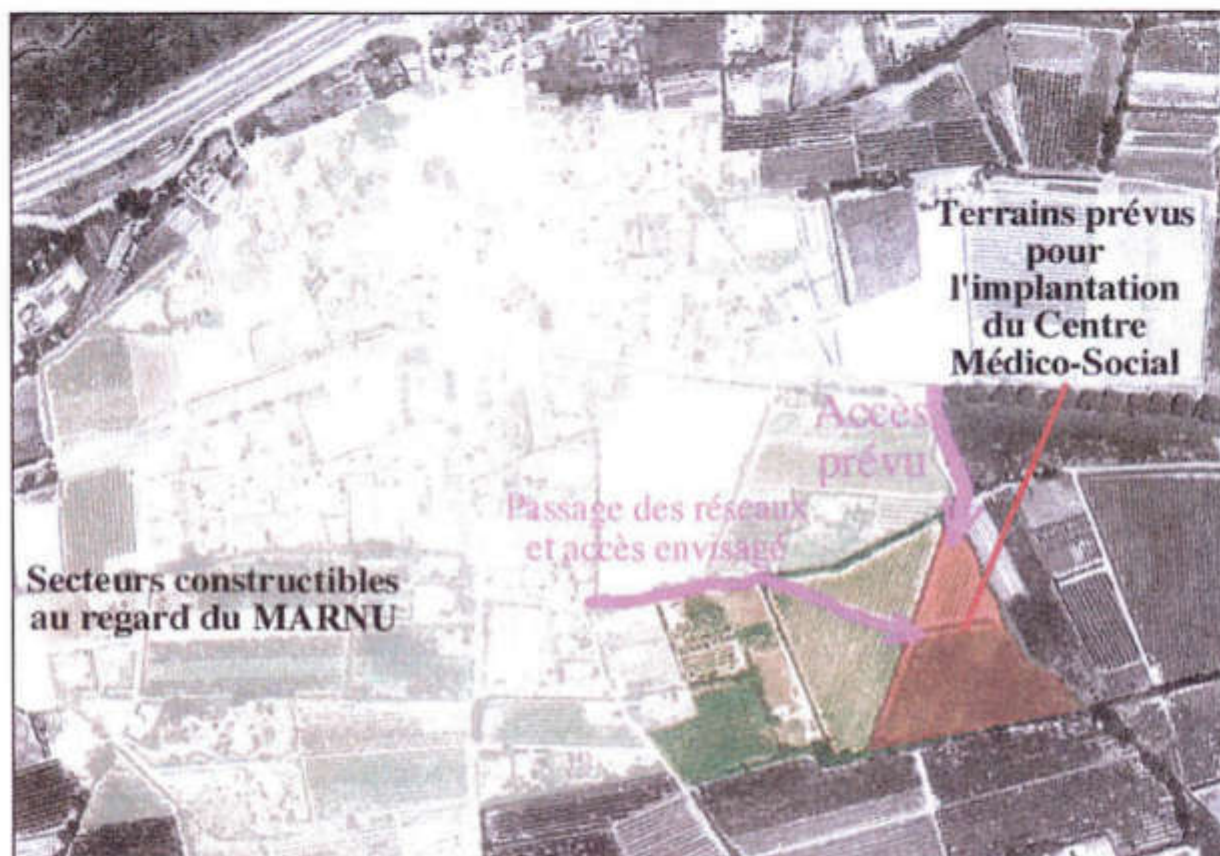 Terrains prévus
pour
l'implantation
du Centre
Médico-Social
Accès
prévu
Passage des réseaux
et accès envisagé
Secteurs constructibles
au regard du MARNU